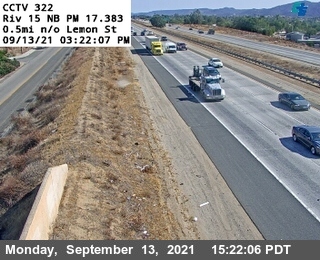 CCTV 322
Riv 15 NB PM 17.383
0.5mi n/o Lemon St
09/13/21 03:22:07 PM
Monday, September 13, 2021 15:22:06 PDT